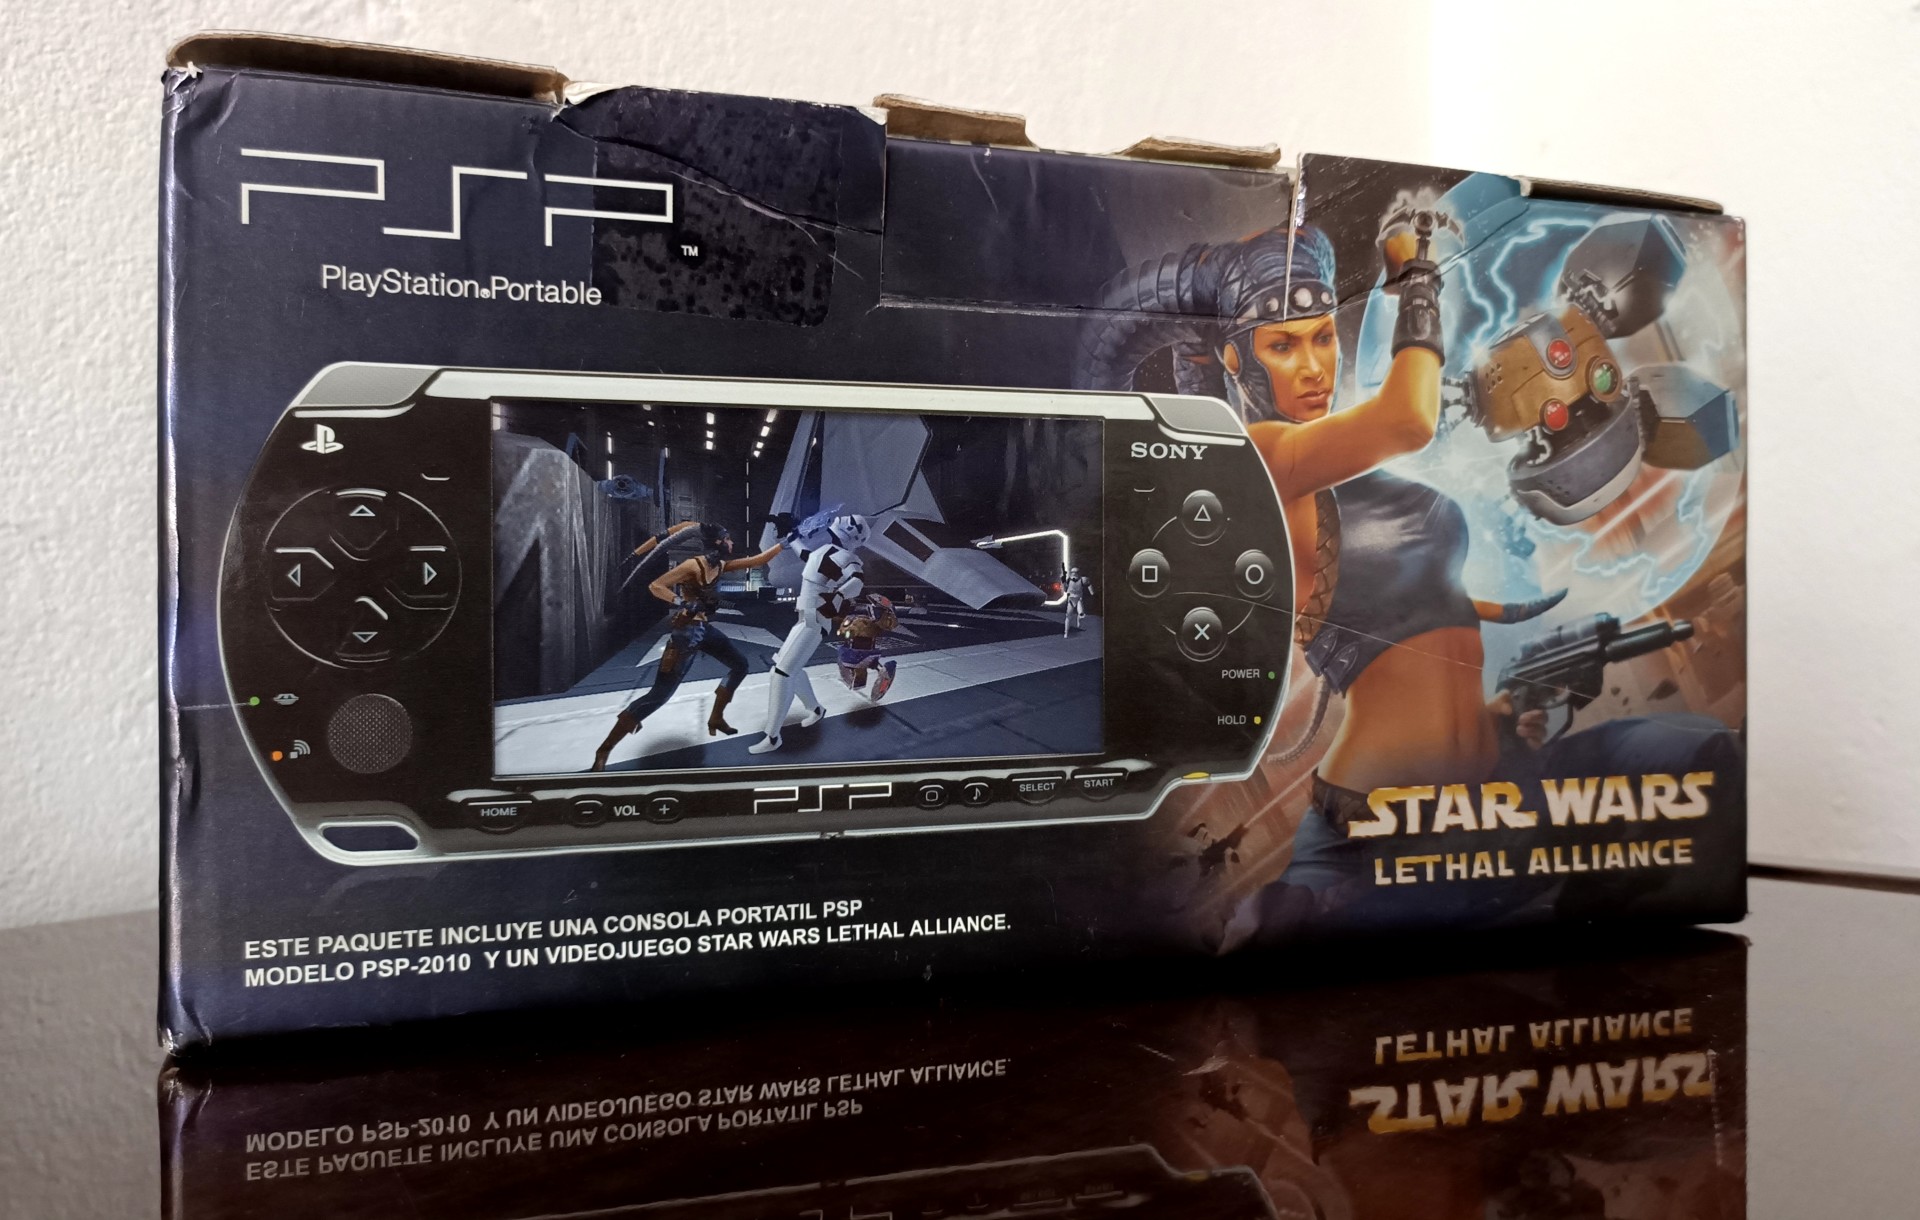 PSP
TM
PlayStation®Portable
SONY
POWER
HOLD
HOME
- VOL +
PSP
SELECT
START
STAR WARS
LETHAL ALLIANCE
ESTE PAQUETE INCLUYE UNA CONSOLA PORTATIL PSP
MODELO PSP-2010 Y UN VIDEOJUEGO STAR WARS LETHAL ALLIANCE.